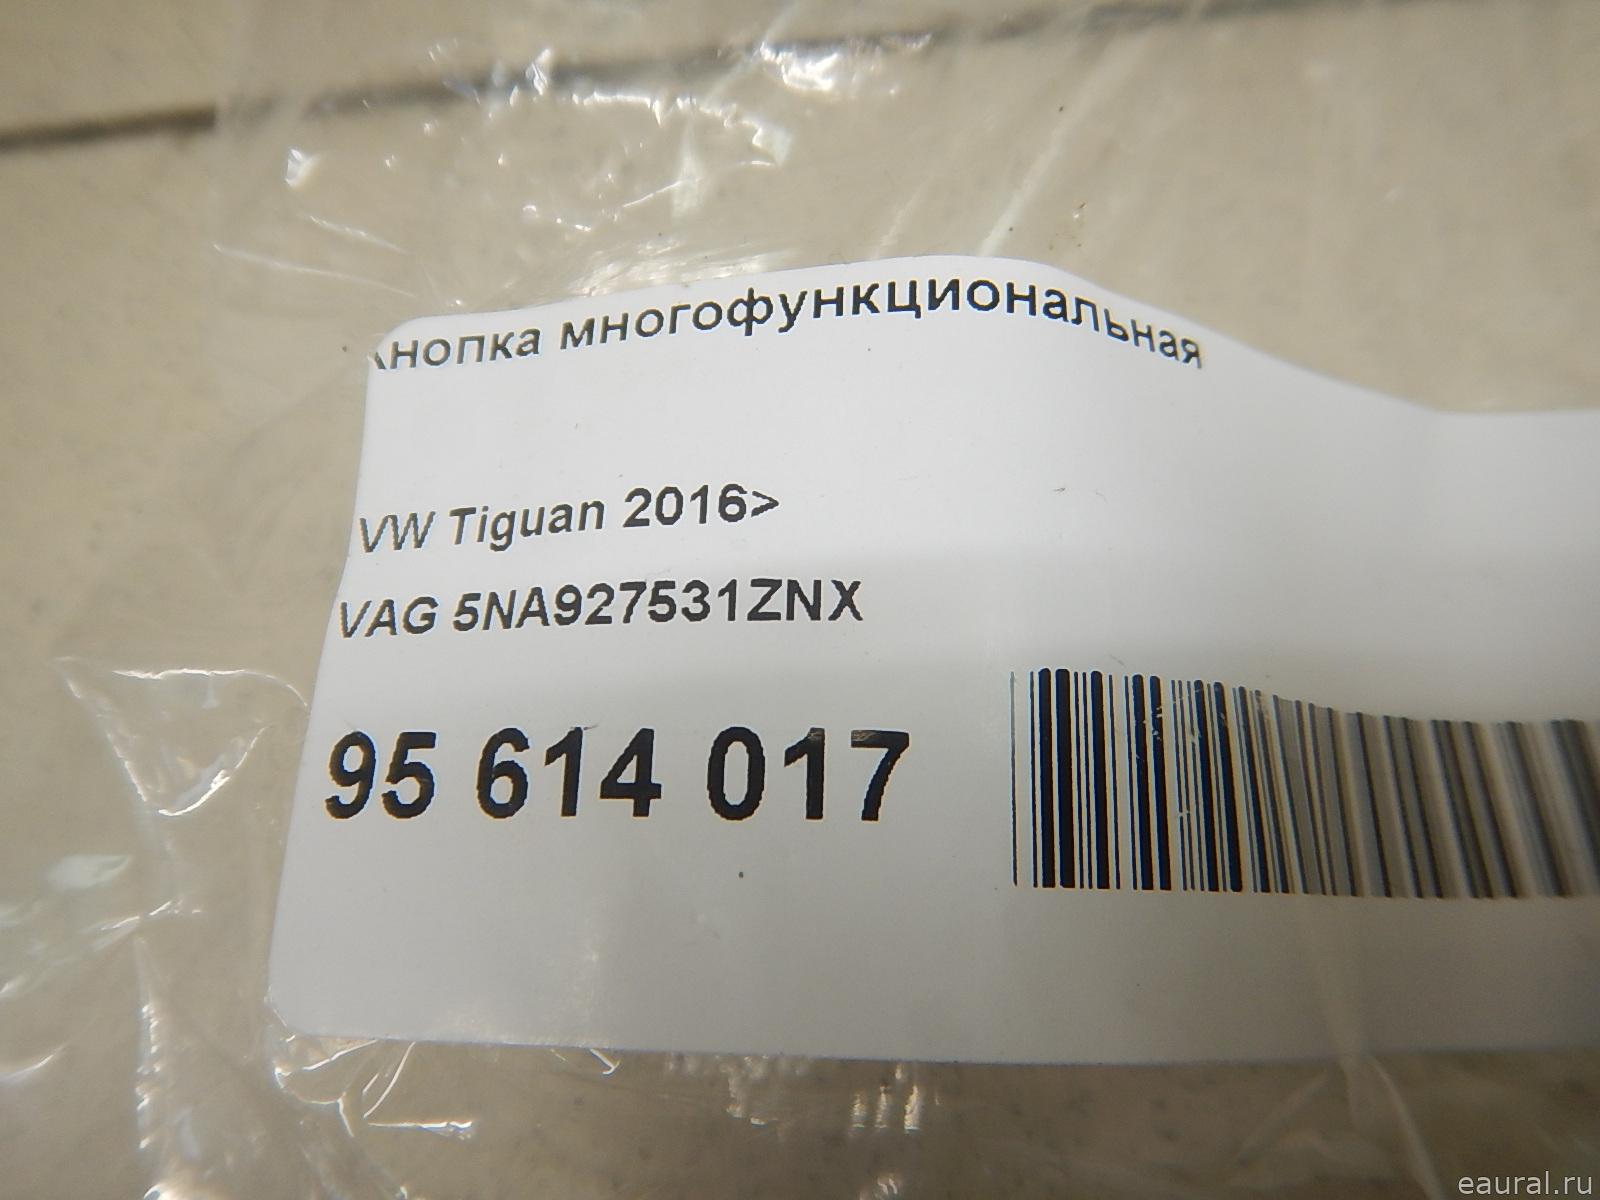 кнопка многофункциональная
VW Tiguan 2016>
VAG 5NA927531ZNX
95 614 017
eaural.ru